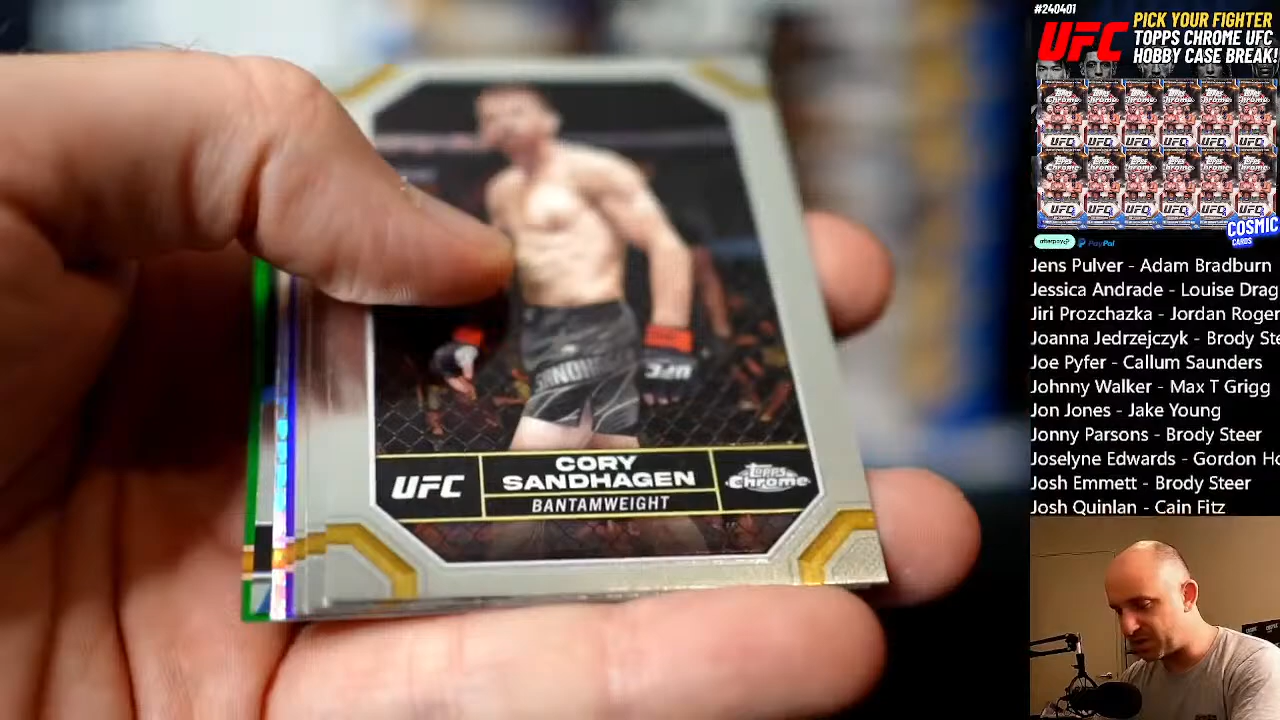 #240401
UFC
PICK YOUR FIGHTER
TOPPS CHROME UFC
HOBBY CASE BREAK!
COSMIC
CARDS
afterpay
PayPal
Jens Pulver - Adam Bradburn
Jessica Andrade - Louise Drag
Jiri Prozchazka - Jordan Roger
Joanna Jedrzejczyk - Brody Ste
Joe Pyfer - Callum Saunders
Johnny Walker - Max T Grigg
Jon Jones - Jake Young
Jonny Parsons - Brody Steer
Joselyne Edwards - Gordon Ho
Josh Emmett - Brody Steer
Josh Quinlan - Cain Fitz
UFC
CORY
SANDHAGEN
BANTAMWEIGHT
Topps
Chrome
UFC